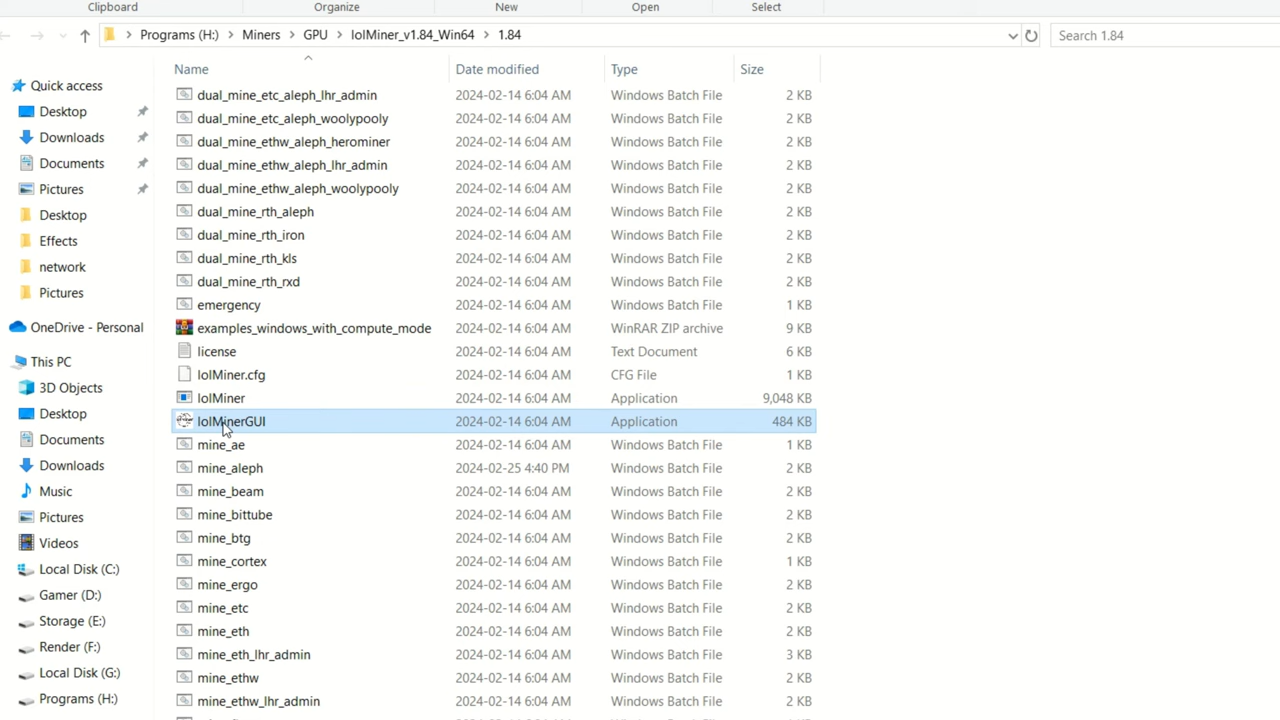 Clipboard Organize New Open Select
Programs (H:) Miners GPU lolMiner_v1.84_Win64 1.84 Search 1.84
Name Date modified Type Size
Quick access
Desktop
Downloads
Documents
Pictures
Desktop
Effects
network
Pictures
OneDrive - Personal
This PC
3D Objects
Desktop
Documents
Downloads
Music
Pictures
Videos
Local Disk (C:)
Gamer (D:)
Storage (E:)
Render (F:)
Local Disk (G:)
Programs (H:)
dual_mine_etc_aleph_lhr_admin 2024-02-14 6:04 AM Windows Batch File 2 KB
dual_mine_etc_aleph_woolypooly 2024-02-14 6:04 AM Windows Batch File 2 KB
dual_mine_ethw_aleph_herominer 2024-02-14 6:04 AM Windows Batch File 2 KB
dual_mine_ethw_aleph_lhr_admin 2024-02-14 6:04 AM Windows Batch File 2 KB
dual_mine_ethw_aleph_woolypooly 2024-02-14 6:04 AM Windows Batch File 2 KB
dual_mine_rth_aleph 2024-02-14 6:04 AM Windows Batch File 2 KB
dual_mine_rth_iron 2024-02-14 6:04 AM Windows Batch File 2 KB
dual_mine_rth_kls 2024-02-14 6:04 AM Windows Batch File 2 KB
dual_mine_rth_rxd 2024-02-14 6:04 AM Windows Batch File 2 KB
emergency 2024-02-14 6:04 AM Windows Batch File 1 KB
examples_windows_with_compute_mode 2024-02-14 6:04 AM WinRAR ZIP archive 9 KB
license 2024-02-14 6:04 AM Text Document 6 KB
lolMiner.cfg 2024-02-14 6:04 AM CFG File 1 KB
lolMiner 2024-02-14 6:04 AM Application 9,048 KB
lolMinerGUI 2024-02-14 6:04 AM Application 484 KB
mine_ae 2024-02-14 6:04 AM Windows Batch File 1 KB
mine_aleph 2024-02-25 4:40 PM Windows Batch File 2 KB
mine_beam 2024-02-14 6:04 AM Windows Batch File 2 KB
mine_bittube 2024-02-14 6:04 AM Windows Batch File 2 KB
mine_btg 2024-02-14 6:04 AM Windows Batch File 2 KB
mine_cortex 2024-02-14 6:04 AM Windows Batch File 1 KB
mine_ergo 2024-02-14 6:04 AM Windows Batch File 2 KB
mine_etc 2024-02-14 6:04 AM Windows Batch File 2 KB
mine_eth 2024-02-14 6:04 AM Windows Batch File 2 KB
mine_eth_lhr_admin 2024-02-14 6:04 AM Windows Batch File 3 KB
mine_ethw 2024-02-14 6:04 AM Windows Batch File 2 KB
mine_ethw_lhr_admin 2024-02-14 6:04 AM Windows Batch File 2 KB